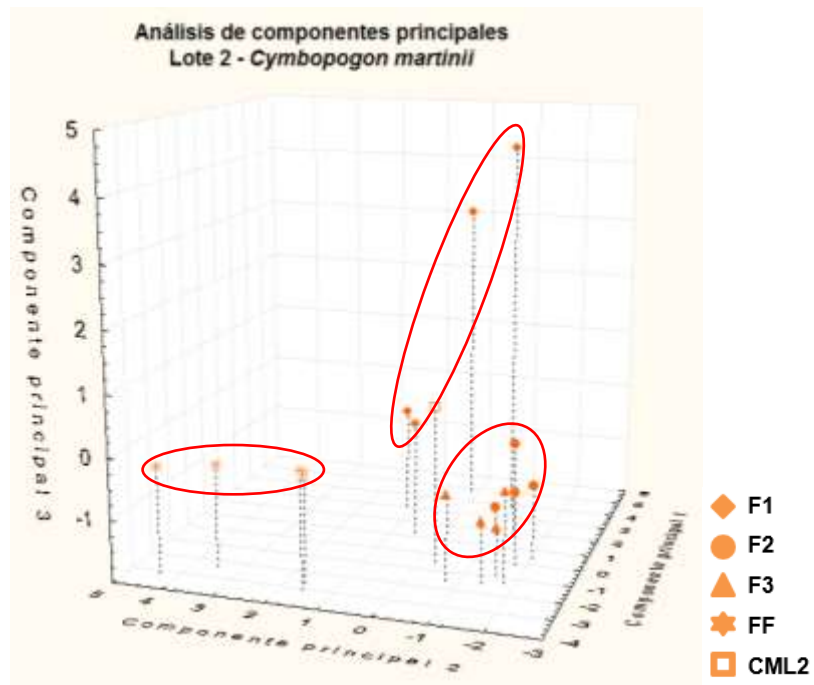 Análisis de componentes principales
Lote 2 - Cymbopogon martinii
5
4
3
2
1
0
-1
Componente principal 3
5
4
3
2
1
0
-1
-2
-3
Componente principal 2
Componente principal
F1
F2
F3
FF
CML2